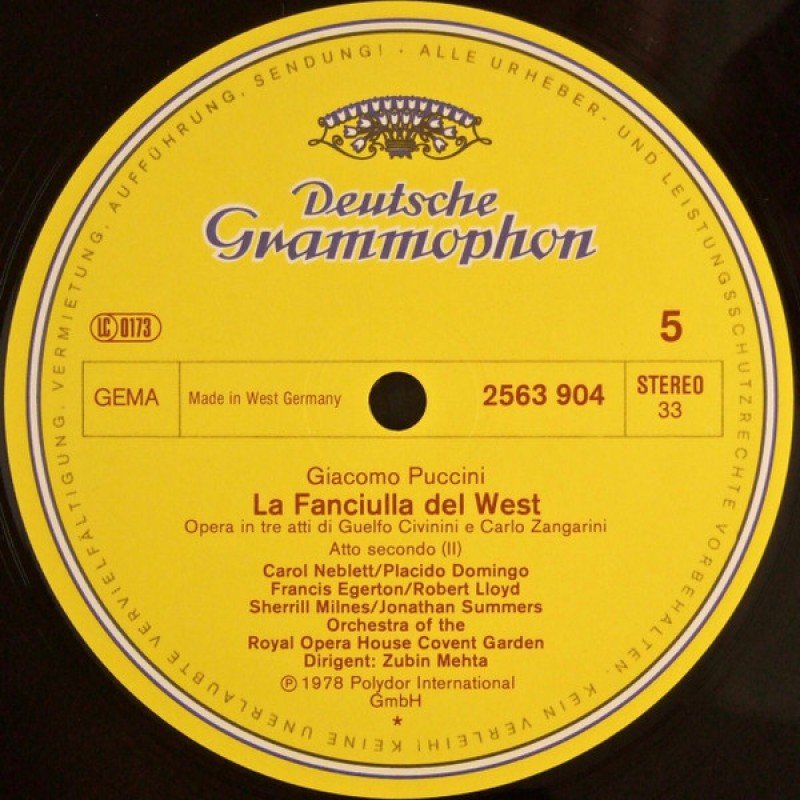 ALLE URHEBER- UND LEISTUNGSSCHUTZRECHTE VORBEHALTEN. KEIN VERLEIH! KEINE UNERLAUBTE VERVIELFÄLTIGUNG, VERMIETUNG, AUFFÜHRUNG, SENDUNG! ·
Deutsche
Grammophon
LC 0173
5
GEMA
Made in West Germany
2563 904
STEREO
33
Giacomo Puccini
La Fanciulla del West
Opera in tre atti di Guelfo Civinini e Carlo Zangarini
Atto secondo (II)
Carol Neblett/Placido Domingo
Francis Egerton/Robert Lloyd
Sherrill Milnes/Jonathan Summers
Orchestra of the
Royal Opera House Covent Garden
Dirigent: Zubin Mehta
℗ 1978 Polydor International
GmbH
*